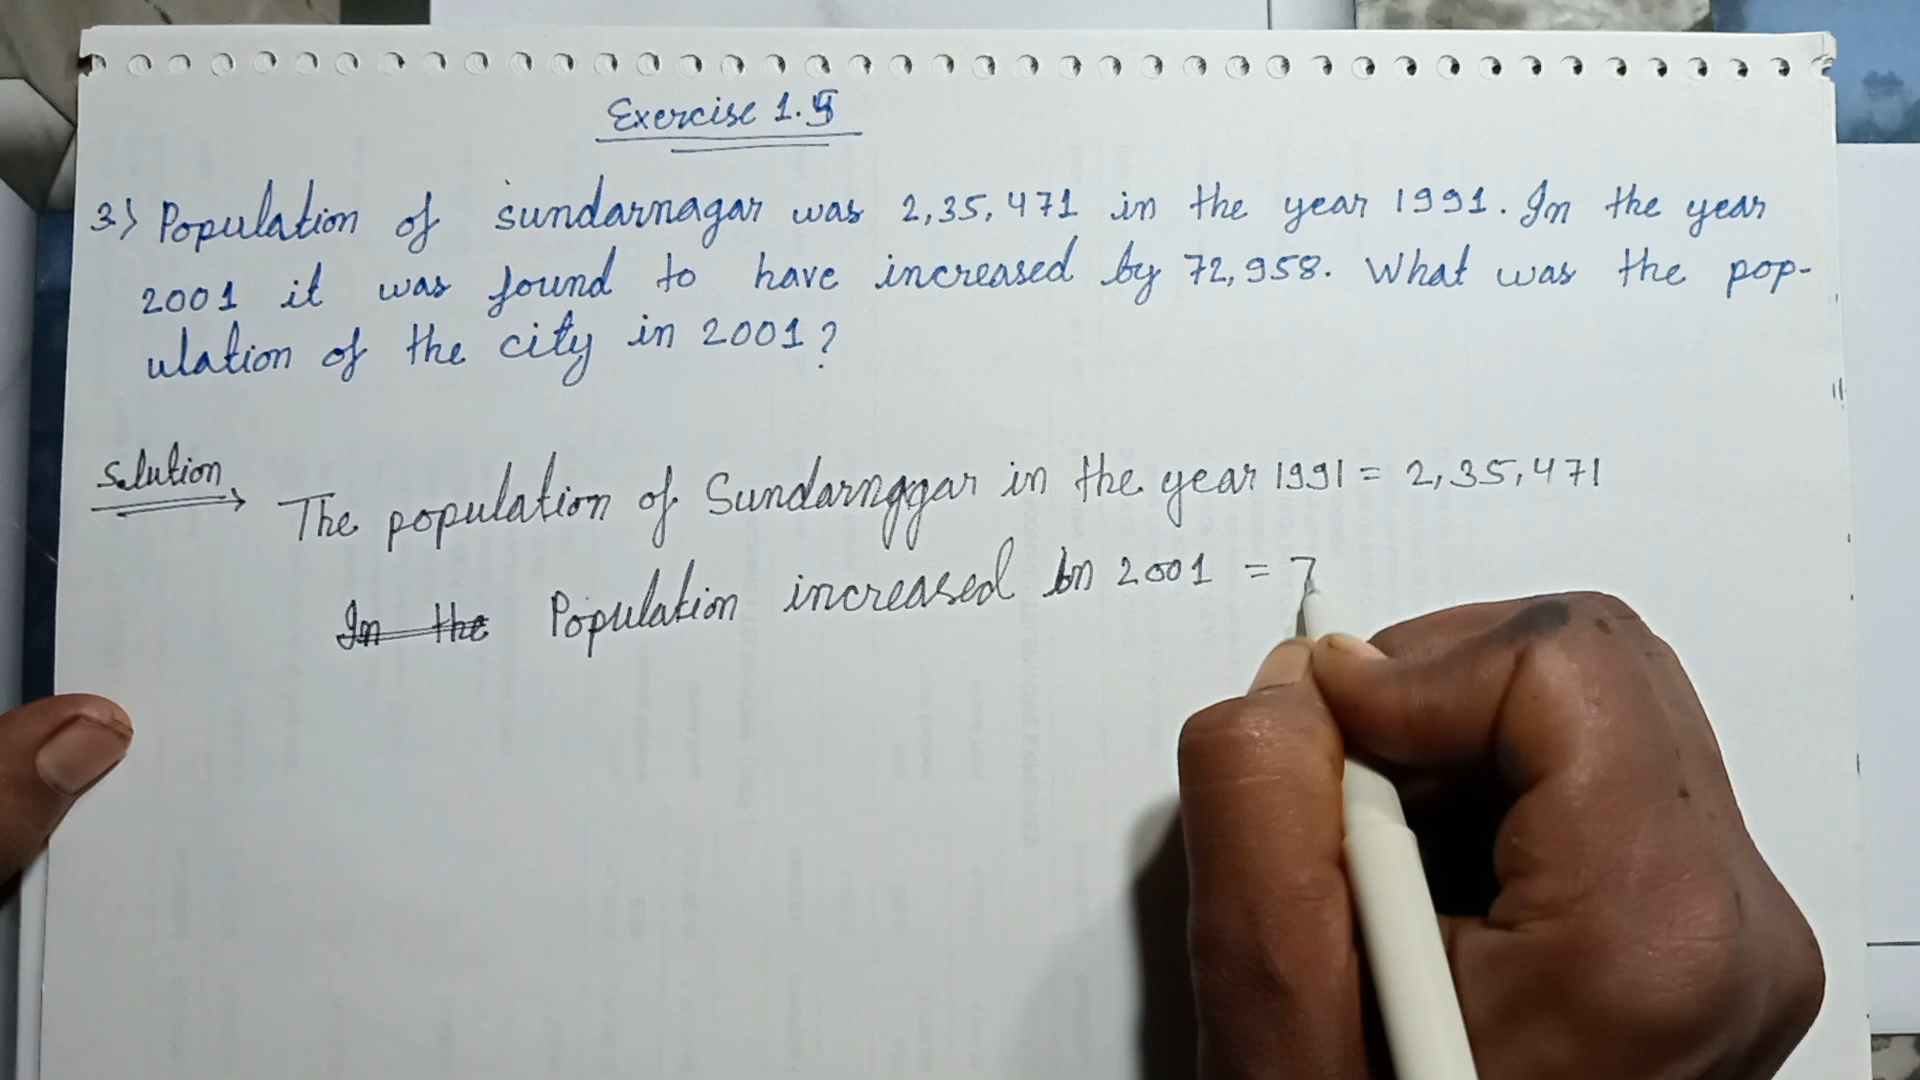 Exercise 1.5
3) Population of sundarnagar was 2,35,471 in the year 1991. In the year
2001 it was found to have increased by 72,958. What was the pop-
ulation of the city in 2001?
Solution
The population of Sundarnagar in the year 1991 = 2,35,471
In the Population increased in 2001 = 7